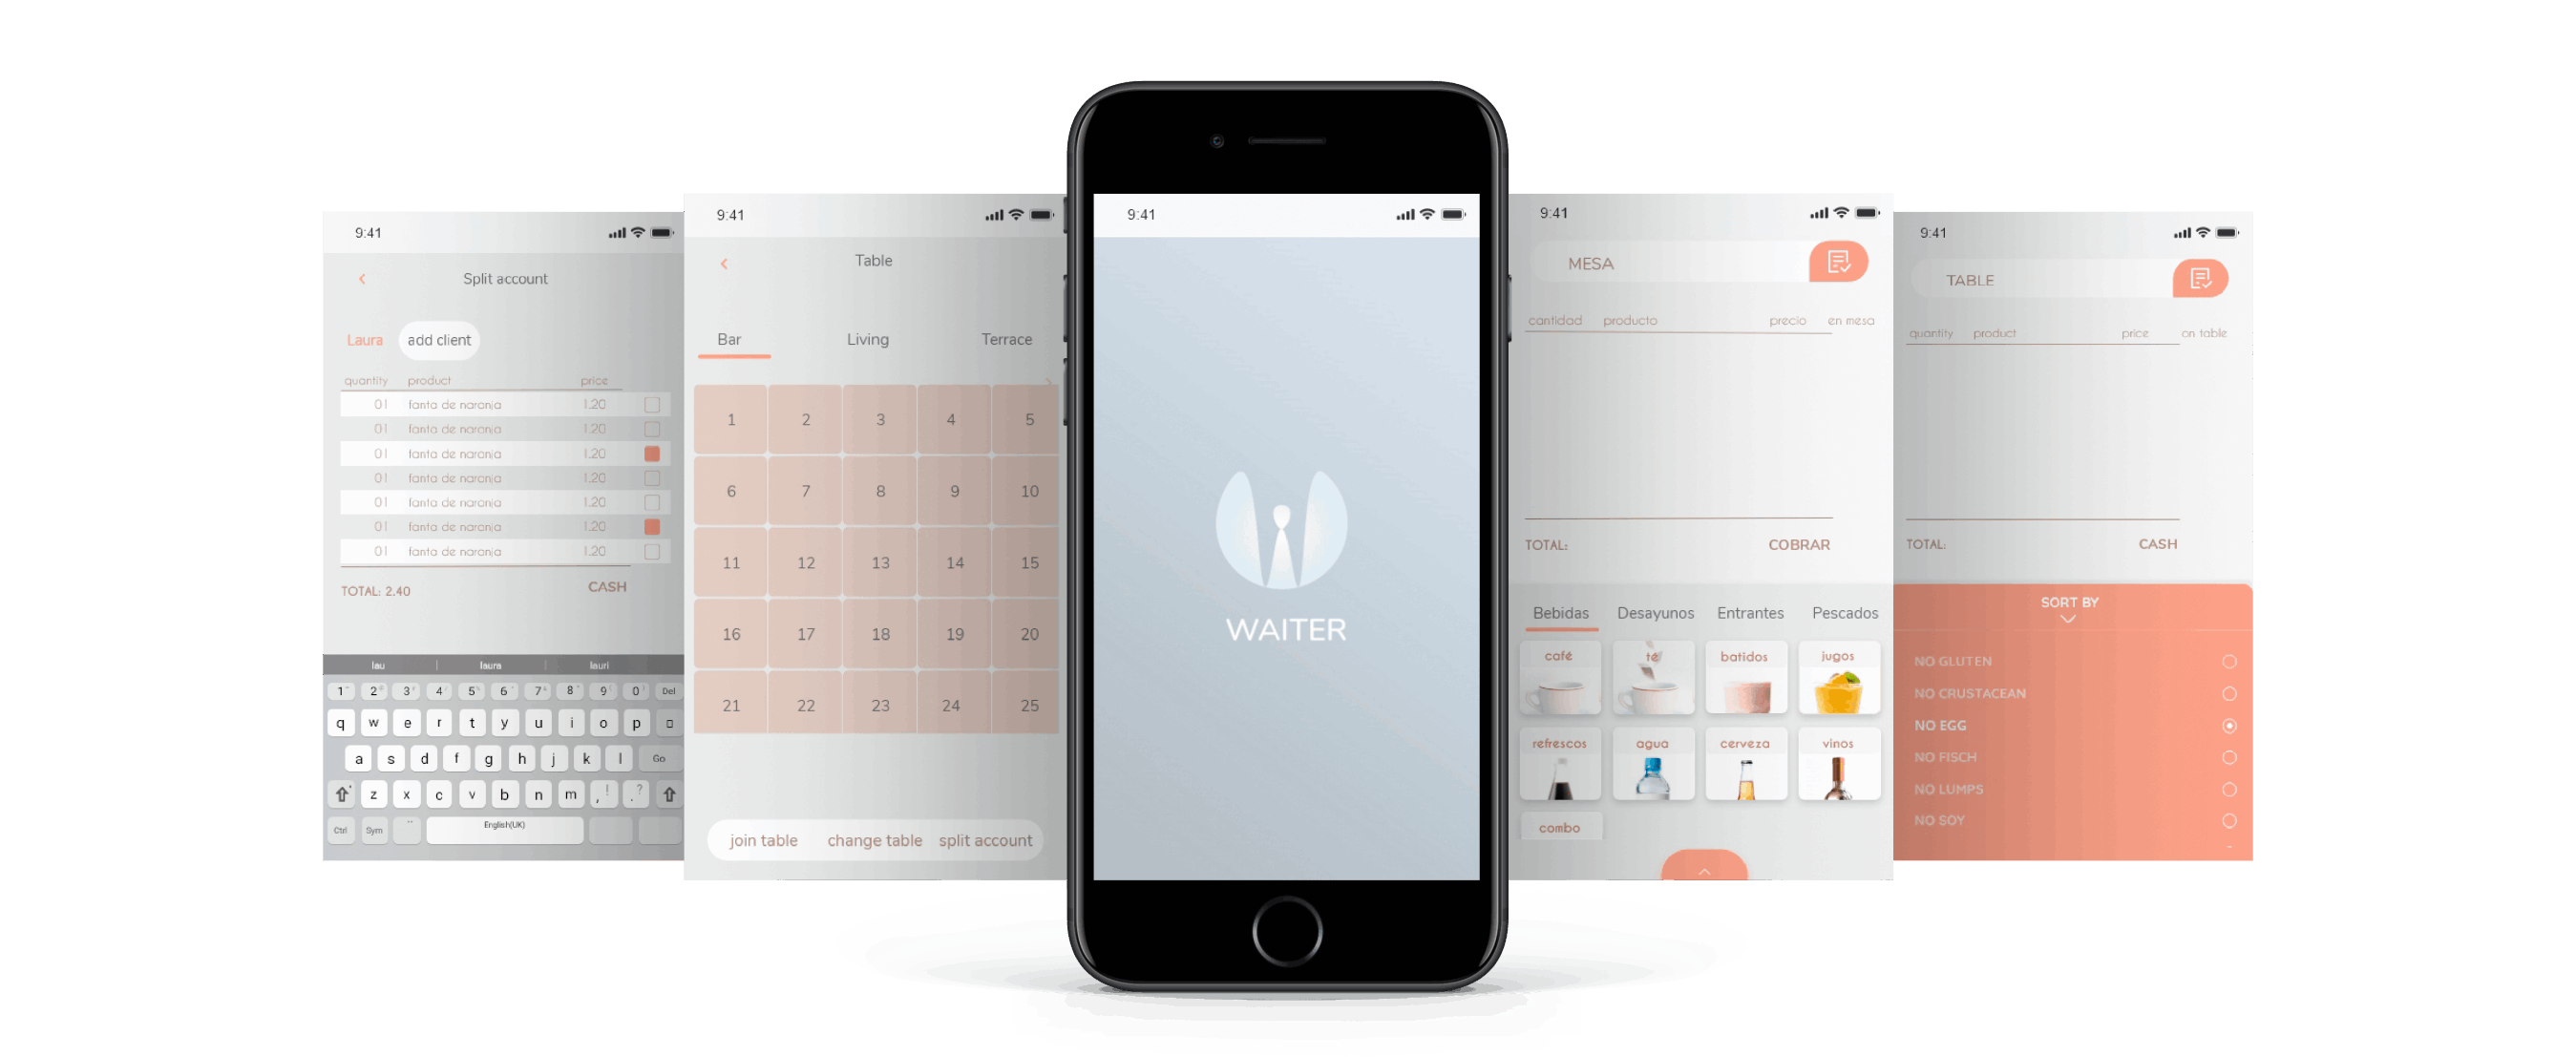 9:41
Split account
Laura add client
quantity product price
01 fanta de naranja 1.20
01 fanta de naranja 1.20
01 fanta de naranja 1.20
01 fanta de naranja 1.20
01 fanta de naranja 1.20
01 fanta de naranja 1.20
01 fanta de naranja 1.20
TOTAL: 2.40 CASH
lau laura lauri
1 2 3 4 5 6 7 8 9 0 Del
q w e r t y u i o p
a s d f g h j k l Go
z x c v b n m , ! . ?
Ctrl Sym English(UK)
9:41
Table
Bar Living Terrace
1 2 3 4 5
6 7 8 9 10
11 12 13 14 15
16 17 18 19 20
21 22 23 24 25
join table change table split account
9:41
WAITER
9:41
MESA
cantidad producto precio en mesa
TOTAL: COBRAR
Bebidas Desayunos Entrantes Pescados
café té batidos jugos
refrescos agua cerveza vinos
combo
9:41
TABLE
quantity product price on table
TOTAL: CASH
SORT BY
NO GLUTEN
NO CRUSTACEAN
NO EGG
NO FISCH
NO LUMPS
NO SOY